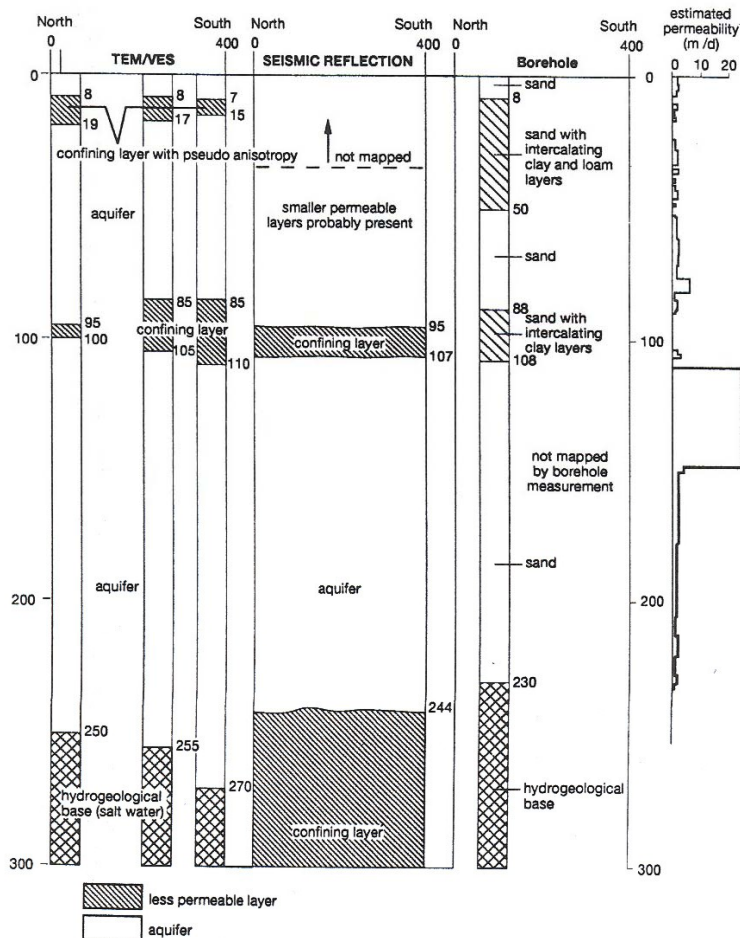 North South
0 400
TEM/VES
North South
0 400
SEISMIC REFLECTION
North South
0 400
Borehole
estimated
permeability
(m /d)
0 10 20
0
100
200
300
8
19
8
17
7
15
confining layer with pseudo anisotropy
aquifer
95
100
85
105
85
110
confining layer
aquifer
250
255
270
hydrogeological
base (salt water)
not mapped
smaller permeable
layers probably present
95
confining layer
107
aquifer
244
confining layer
sand
8
sand with
intercalating
clay and loam
layers
50
sand
88
sand with
intercalating
clay layers
108
not mapped
by borehole
measurement
sand
230
hydrogeological
base
0
100
200
300
less permeable layer
aquifer